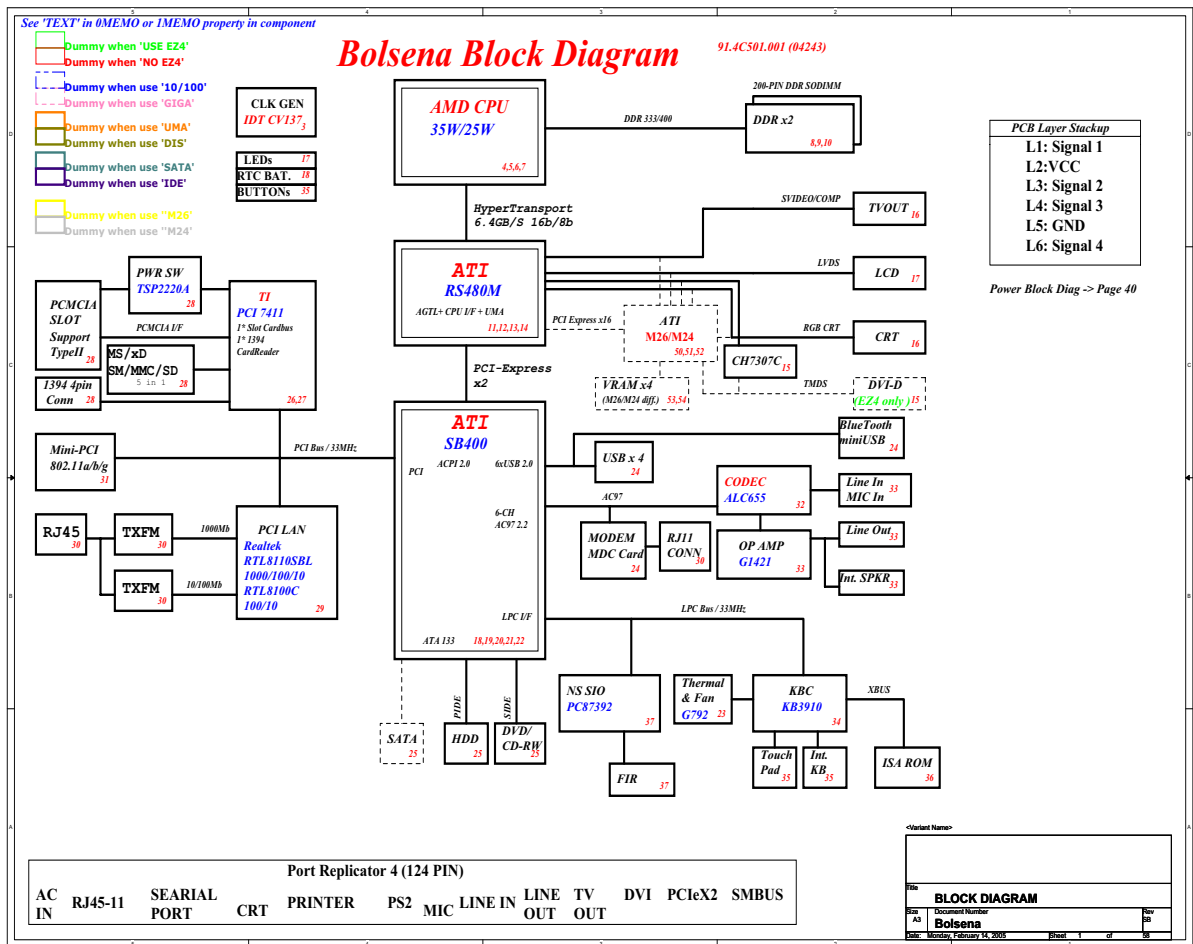 See 'TEXT' in 0MEMO or 1MEMO property in component
Dummy when 'USE EZ4'
Dummy when 'NO EZ4'
Dummy when use '10/100'
Dummy when use 'GIGA'
Dummy when use 'UMA'
Dummy when use 'DIS'
Dummy when use 'SATA'
Dummy when use 'IDE'
Dummy when use "M26'
Dummy when use "M24'
Bolsena Block Diagram
91.4C501.001 (04243)
CLK GEN
IDT CV137
3
LEDs 17
RTC BAT. 18
BUTTONs 35
AMD CPU
35W/25W
4,5,6,7
DDR 333/400
200-PIN DDR SODIMM
DDR x2
8,9,10
PCB Layer Stackup
L1: Signal 1
L2:VCC
L3: Signal 2
L4: Signal 3
L5: GND
L6: Signal 4
Power Block Diag -> Page 40
HyperTransport
6.4GB/S 16b/8b
ATI
RS480M
AGTL+ CPU I/F + UMA
11,12,13,14
SVIDEO/COMP
TVOUT
16
LVDS
LCD
17
RGB CRT
CRT
16
PCI Express x16
ATI
M26/M24
50,51,52
CH7307C
15
VRAM x4
(M26/M24 diff.)
53,54
TMDS
DVI-D
(EZ4 only )
15
PWR SW
TSP2220A
28
PCMCIA
SLOT
Support
TypeII
28
PCMCIA I/F
TI
PCI 7411
1* Slot Cardbus
1* 1394
CardReader
26,27
MS/xD
SM/MMC/SD
5 in 1
28
1394 4pin
Conn
28
PCI-Express
x2
Mini-PCI
802.11a/b/g
31
PCI Bus / 33MHz
ATI
SB400
PCI
ACPI 2.0
6xUSB 2.0
6-CH
AC97 2.2
LPC I/F
ATA 133
18,19,20,21,22
BlueTooth
miniUSB
24
USB x 4
24
AC97
CODEC
ALC655
32
Line In
MIC In
33
MODEM
MDC Card
24
RJ11
CONN
30
OP AMP
G1421
33
Line Out
33
Int. SPKR
33
RJ45
30
TXFM
30
1000Mb
TXFM
30
10/100Mb
PCI LAN
Realtek
RTL8110SBL
1000/100/10
RTL8100C
100/10
29
LPC Bus / 33MHz
PIDE
SIDE
SATA
25
HDD
25
DVD/
CD-RW
25
NS SIO
PC87392
37
FIR
37
Thermal
& Fan
G792
23
KBC
KB3910
34
XBUS
Touch
Pad
35
Int.
KB
35
ISA ROM
36
Port Replicator 4 (124 PIN)
AC
IN
RJ45-11
SEARIAL
PORT
CRT
PRINTER
PS2
MIC
LINE IN
LINE
OUT
TV
OUT
DVI
PCIeX2
SMBUS
<Variant Name>
Title
BLOCK DIAGRAM
Size
A3
Document Number
Bolsena
Rev
SB
Date: Monday, February 14, 2005
Sheet 1 of 58